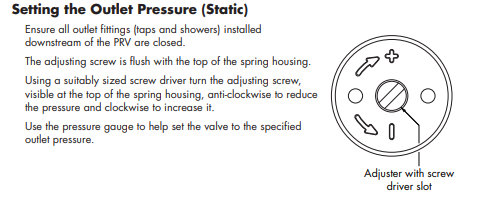 Setting the Outlet Pressure (Static)
Ensure all outlet fittings (taps and showers) installed
downstream of the PRV are closed.
The adjusting screw is flush with the top of the spring housing.
Using a suitably sized screw driver turn the adjusting screw,
visible at the top of the spring housing, anti-clockwise to reduce
the pressure and clockwise to increase it.
Use the pressure gauge to help set the valve to the specified
outlet pressure.
Adjuster with screw
driver slot